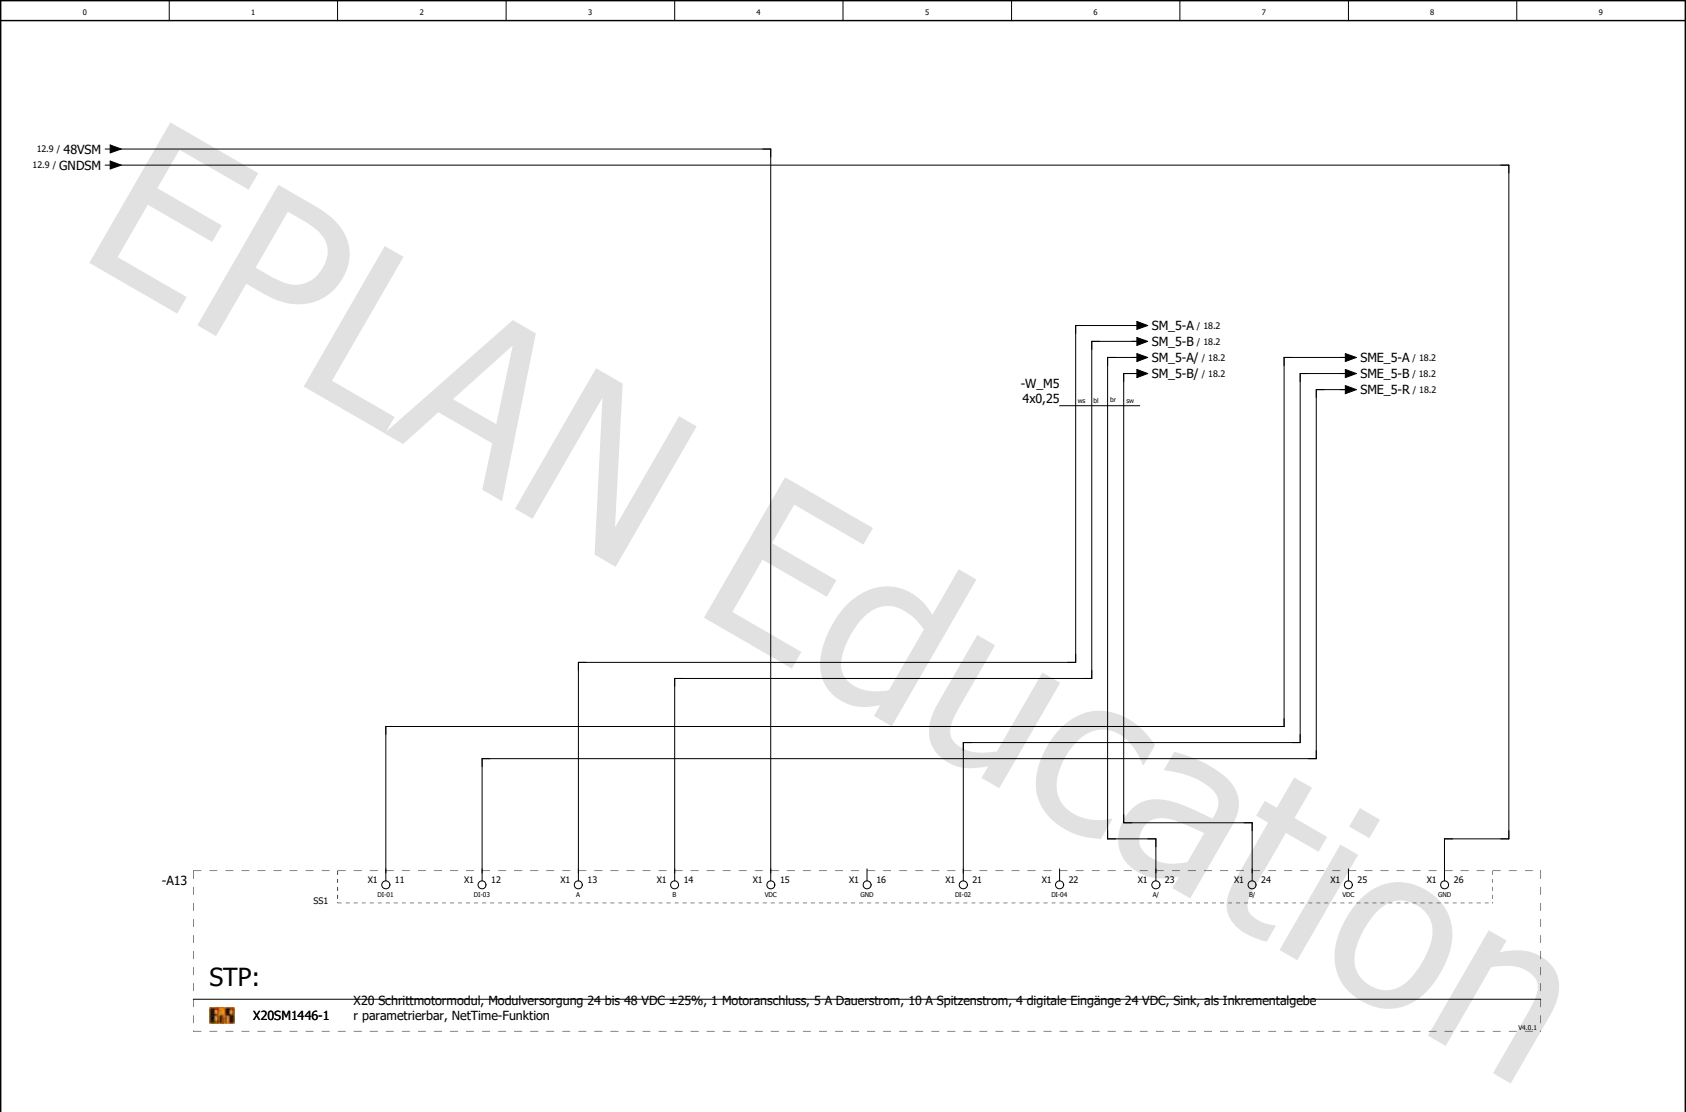 0 1 2 3 4 5 6 7 8 9
12.9 / 48VSM
12.9 / GNDSM
EPLAN Education
SM_5-A / 18.2
SM_5-B / 18.2
SM_5-A/ / 18.2
SM_5-B/ / 18.2
SME_5-A / 18.2
SME_5-B / 18.2
SME_5-R / 18.2
-W_M5
4x0,25
ws bl br sw
-A13
X1 11 X1 12 X1 13 X1 14 X1 15 X1 16 X1 21 X1 22 X1 23 X1 24 X1 25 X1 26
DI-01 DI-03 A B VDC GND DI-02 DI-04 A/ B/ VDC GND
SS1
STP:
X20SM1446-1
X20 Schrittmotormodul, Modulversorgung 24 bis 48 VDC ±25%, 1 Motoranschluss, 5 A Dauerstrom, 10 A Spitzenstrom, 4 digitale Eingänge 24 VDC, Sink, als Inkrementalgebe
r parametrierbar, NetTime-Funktion
V4.0.1